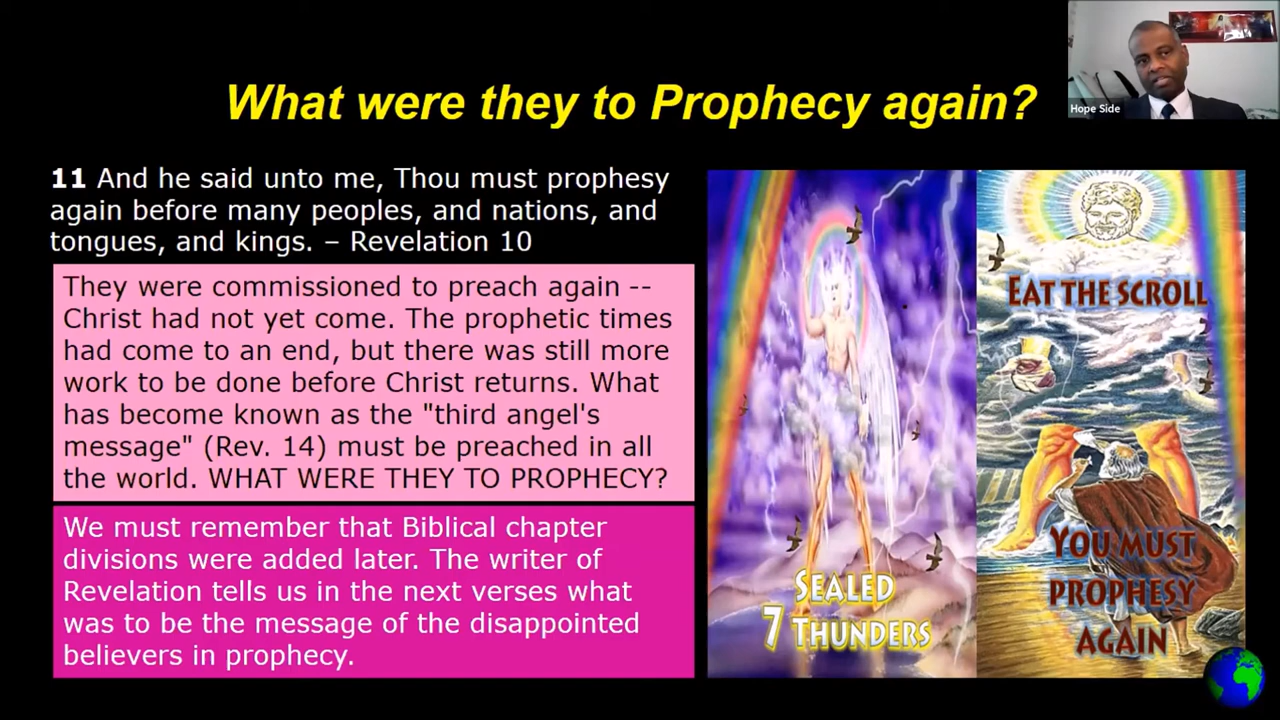 What were they to Prophecy again?
Hope Side
11 And he said unto me, Thou must prophesy
again before many peoples, and nations, and
tongues, and kings. – Revelation 10
They were commissioned to preach again --
Christ had not yet come. The prophetic times
had come to an end, but there was still more
work to be done before Christ returns. What
has become known as the "third angel's
message" (Rev. 14) must be preached in all
the world. WHAT WERE THEY TO PROPHECY?
We must remember that Biblical chapter
divisions were added later. The writer of
Revelation tells us in the next verses what
was to be the message of the disappointed
believers in prophecy.
SEALED
7 THUNDERS
EAT THE SCROLL
YOU MUST
PROPHESY
AGAIN